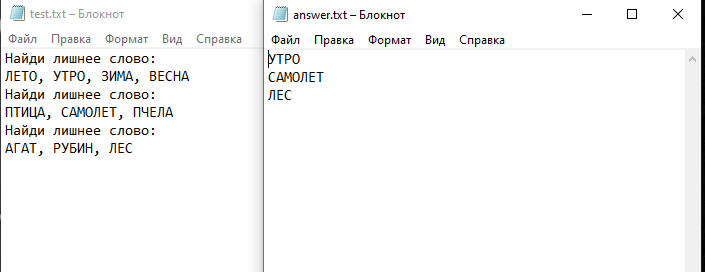 test.txt – Блокнот
Файл Правка Формат Вид Справка
Найди лишнее слово:
ЛЕТО, УТРО, ЗИМА, ВЕСНА
Найди лишнее слово:
ПТИЦА, САМОЛЕТ, ПЧЕЛА
Найди лишнее слово:
АГАТ, РУБИН, ЛЕС
answer.txt – Блокнот
Файл Правка Формат Вид Справка
УТРО
САМОЛЕТ
ЛЕС